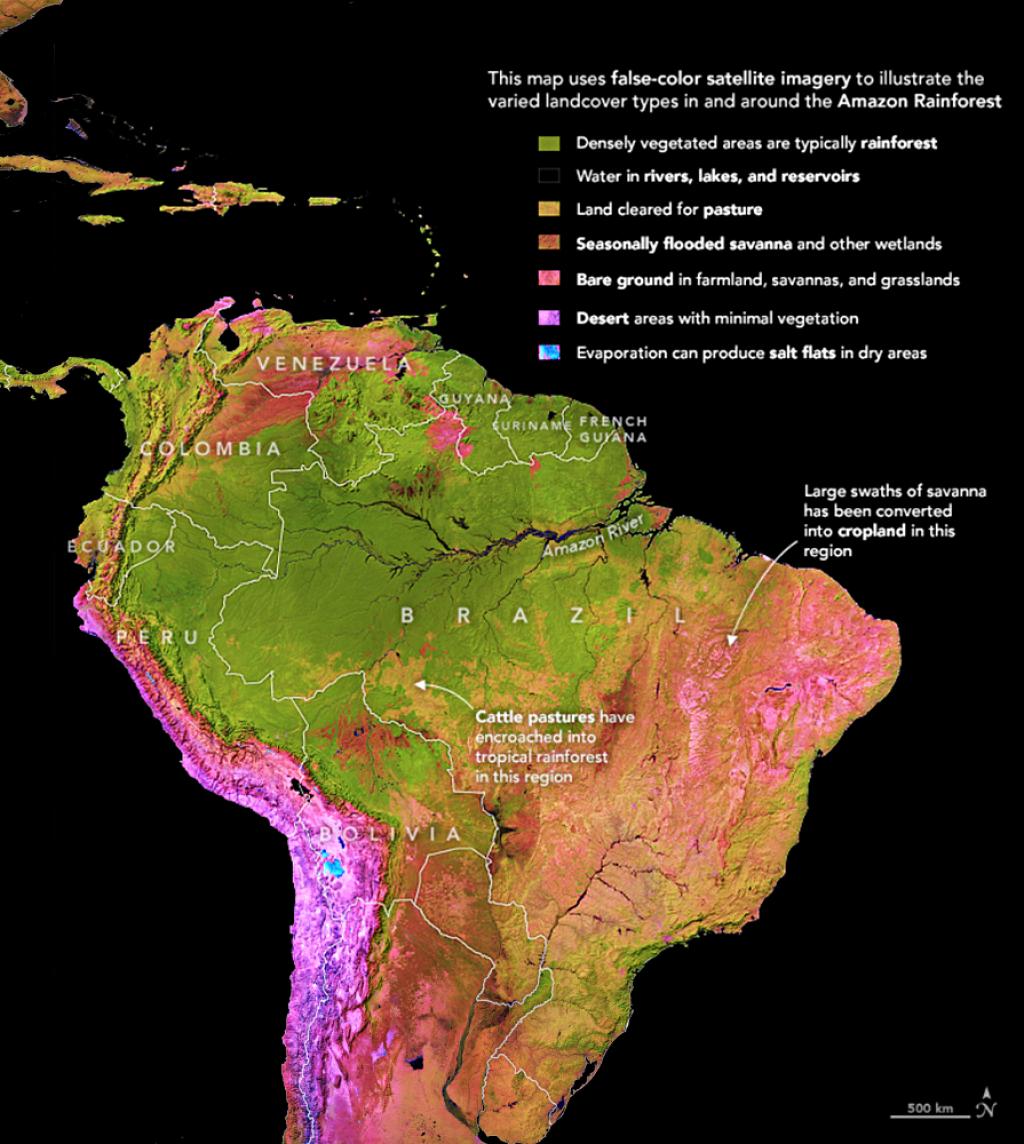 This map uses false-color satellite imagery to illustrate the
varied landcover types in and around the Amazon Rainforest
Densely vegetated areas are typically rainforest
Water in rivers, lakes, and reservoirs
Land cleared for pasture
Seasonally flooded savanna and other wetlands
Bare ground in farmland, savannas, and grasslands
Desert areas with minimal vegetation
Evaporation can produce salt flats in dry areas
VENEZUELA
GUYANA
SURINAME
FRENCH
GUIANA
COLOMBIA
Large swaths of savanna
has been converted
into cropland in this
region
Amazon River
ECUADOR
BRAZIL
PERU
Cattle pastures have
encroached into
tropical rainforest
in this region
BOLIVIA
500 km
N